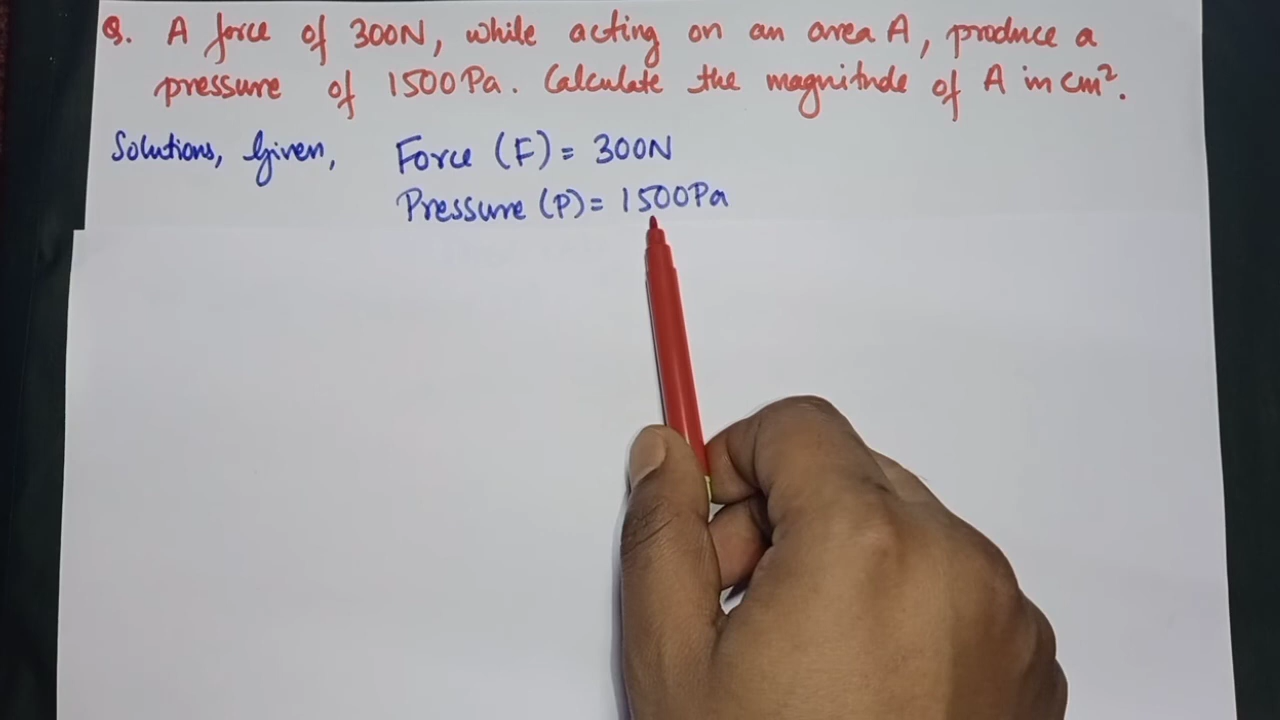 Q. A force of 300N, while acting on an area A, produce a
pressure of 1500Pa. Calculate the magnitude of A in cm².
Solutions, Given, Force (F) = 300N
Pressure (P) = 1500Pa